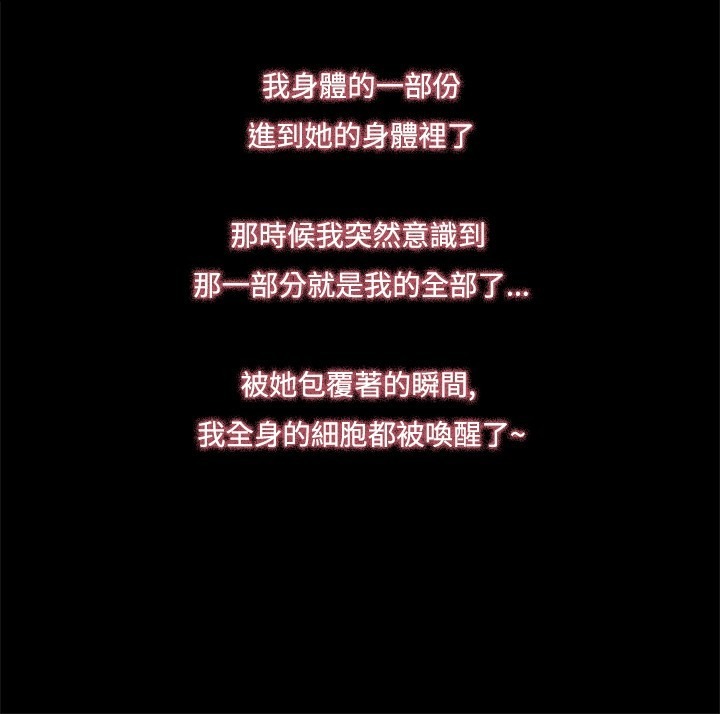 我身體的一部份
進到她的身體裡了
那時候我突然意識到
那一部分就是我的全部了...
被她包覆著的瞬間,
我全身的細胞都被喚醒了~